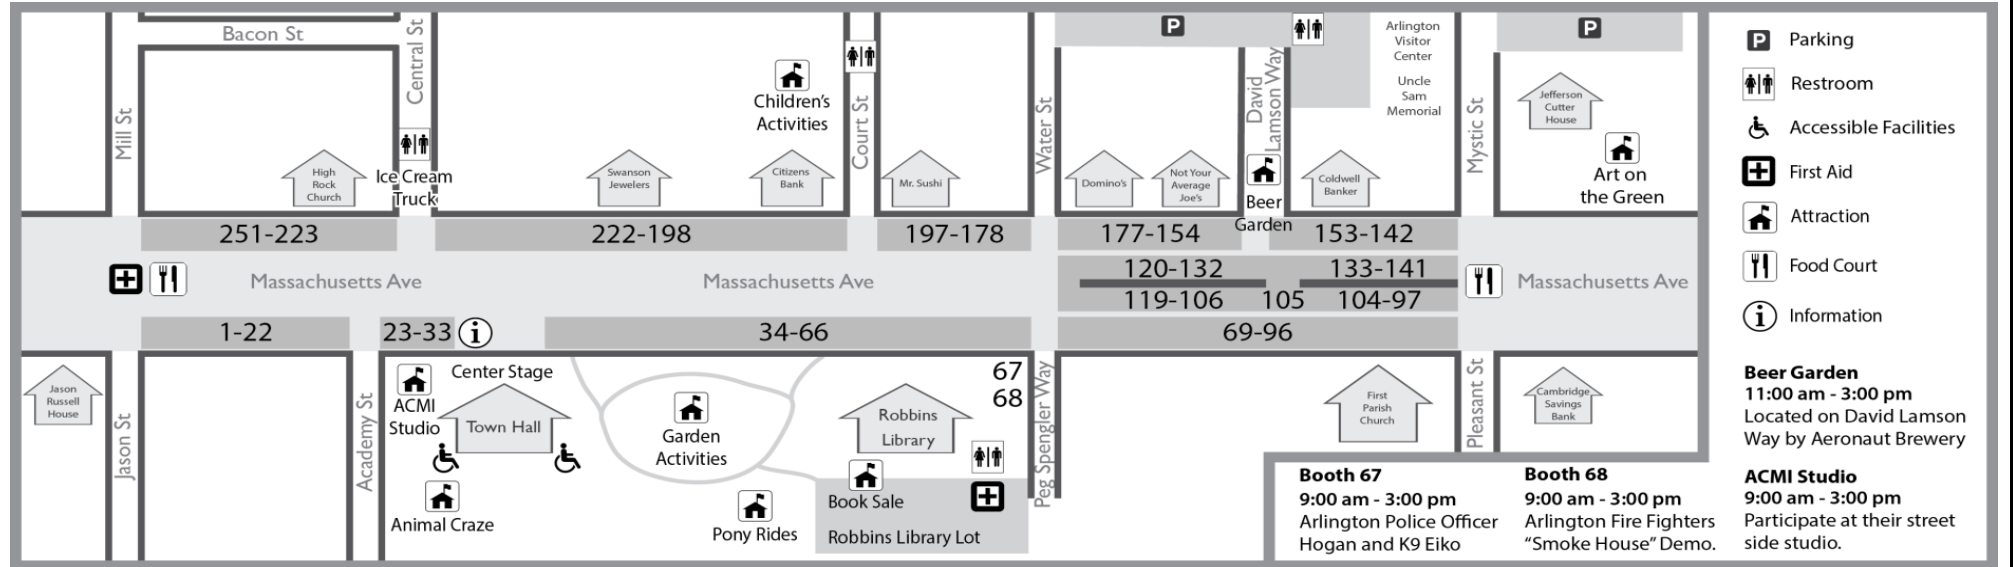 Bacon St
Central St
Mill St
High
Rock
Church
Ice Cream
Truck
Swanson
Jewelers
Children's
Activities
Citizens
Bank
Court St
Mr. Sushi
Water St
P
Domino's
Not Your
Average
Joe's
David
Lamson Way
Beer
Garden
Coldwell
Banker
Arlington
Visitor
Center
Uncle
Sam
Memorial
Mystic St
P
Jefferson
Cutter
House
Art on
the Green
251-223
222-198
197-178
177-154
153-142
120-132
133-141
Massachusetts Ave
Massachusetts Ave
Massachusetts Ave
119-106
105
104-97
1-22
23-33
i
34-66
69-96
Jason
Russell
House
Jason St
Academy St
ACMI
Studio
Center Stage
Town Hall
Animal Craze
Garden
Activities
Pony Rides
Robbins
Library
67
68
Book Sale
Robbins Library Lot
Peg Spengler Way
First
Parish
Church
Pleasant St
Cambridge
Savings
Bank
P Parking
Restroom
Accessible Facilities
First Aid
Attraction
Food Court
i Information
Beer Garden
11:00 am - 3:00 pm
Located on David Lamson
Way by Aeronaut Brewery
ACMI Studio
9:00 am - 3:00 pm
Participate at their street
side studio.
Booth 67
9:00 am - 3:00 pm
Arlington Police Officer
Hogan and K9 Eiko
Booth 68
9:00 am - 3:00 pm
Arlington Fire Fighters
“Smoke House” Demo.